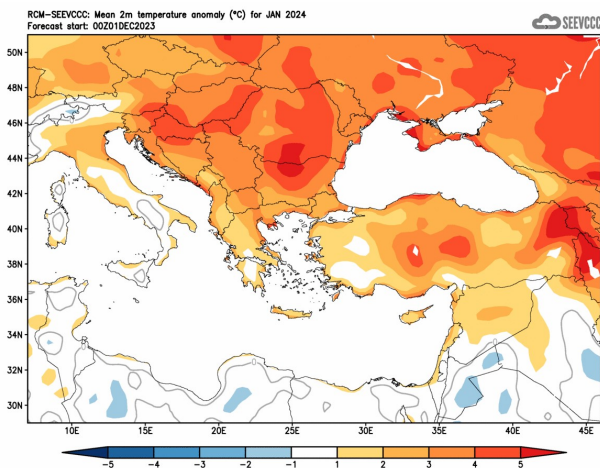 RCM-SEEVCCC: Mean 2m temperature anomaly (°C) for JAN 2024
Forecast start: 00Z01DEC2023
SEEVCCC
50N
48N
46N
44N
42N
40N
38N
36N
34N
32N
30N
10E 15E 20E 25E 30E 35E 40E 45E
-5 -4 -3 -2 -1 1 2 3 4 5